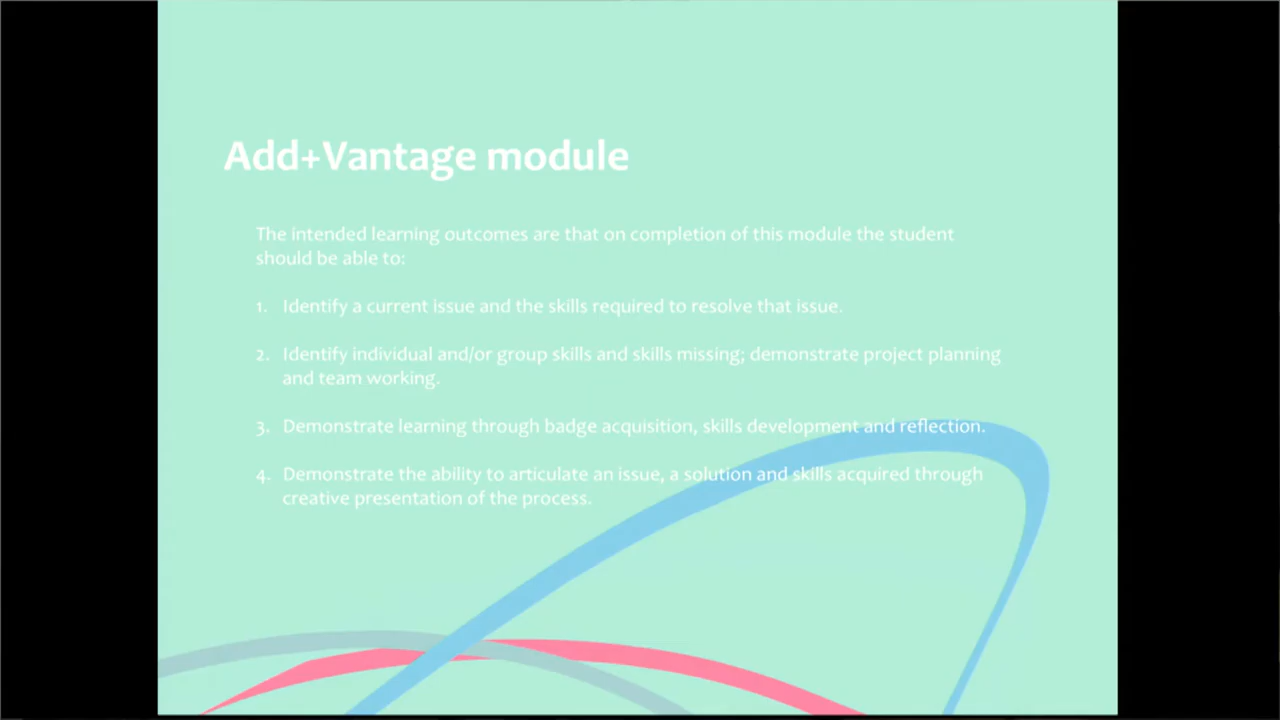 Add+Vantage module
The intended learning outcomes are that on completion of this module the student
should be able to:
1. Identify a current issue and the skills required to resolve that issue.
2. Identify individual and/or group skills and skills missing; demonstrate project planning
and team working.
3. Demonstrate learning through badge acquisition, skills development and reflection.
4. Demonstrate the ability to articulate an issue, a solution and skills acquired through
creative presentation of the process.